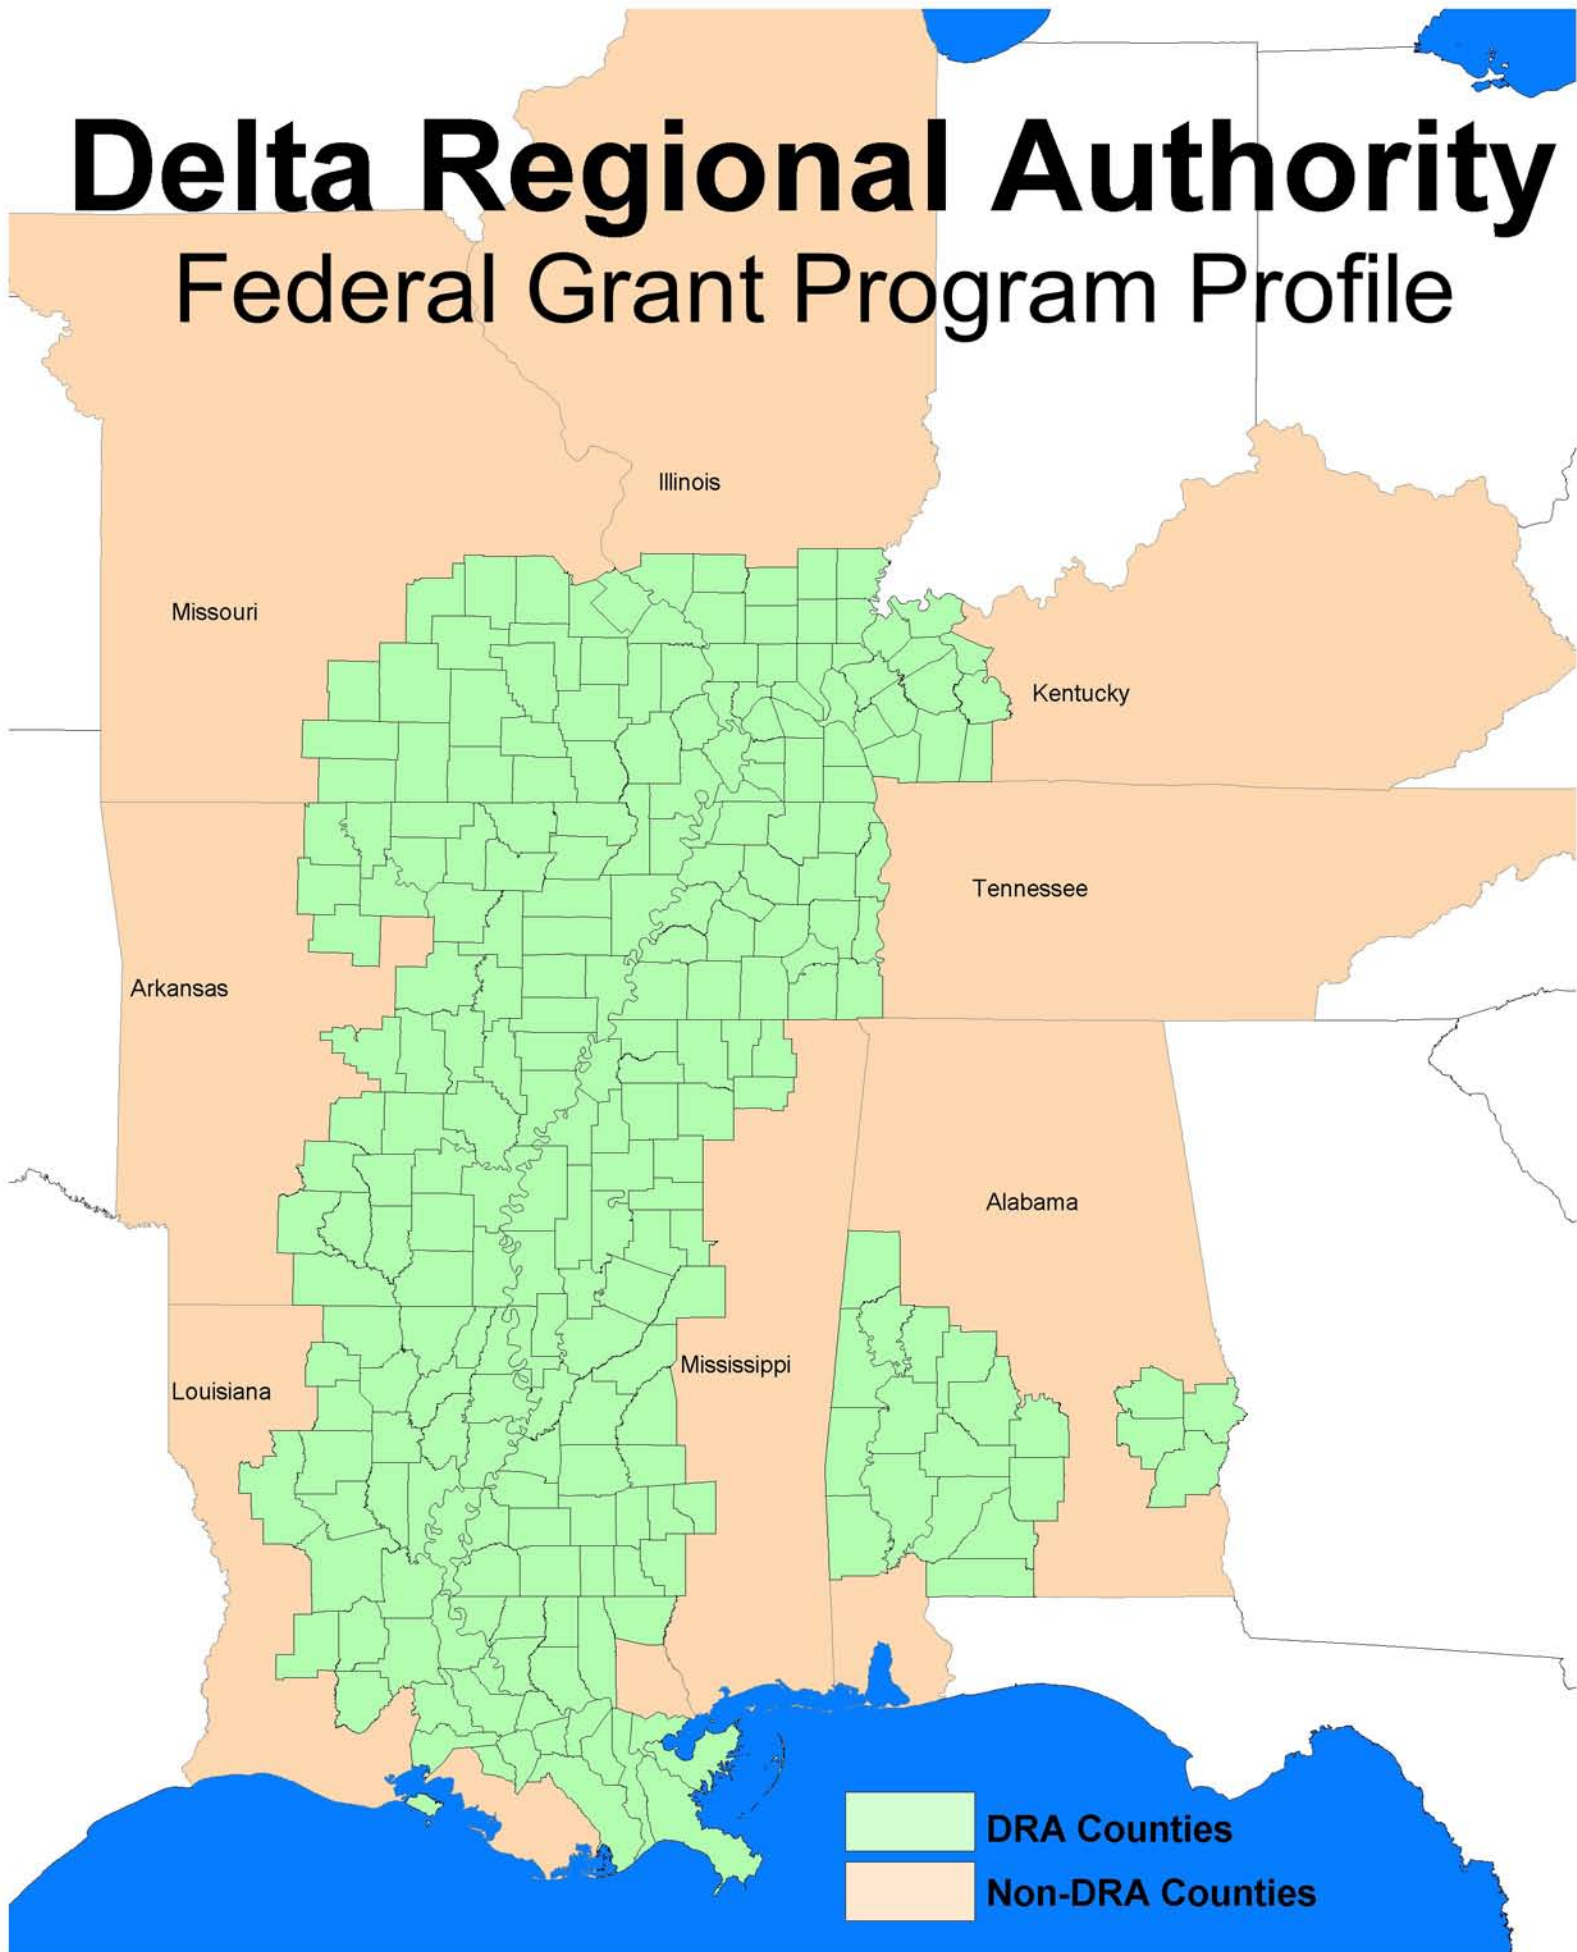 Delta Regional Authority
Federal Grant Program Profile
Illinois
Missouri
Kentucky
Tennessee
Arkansas
Alabama
Mississippi
Louisiana
DRA Counties
Non-DRA Counties